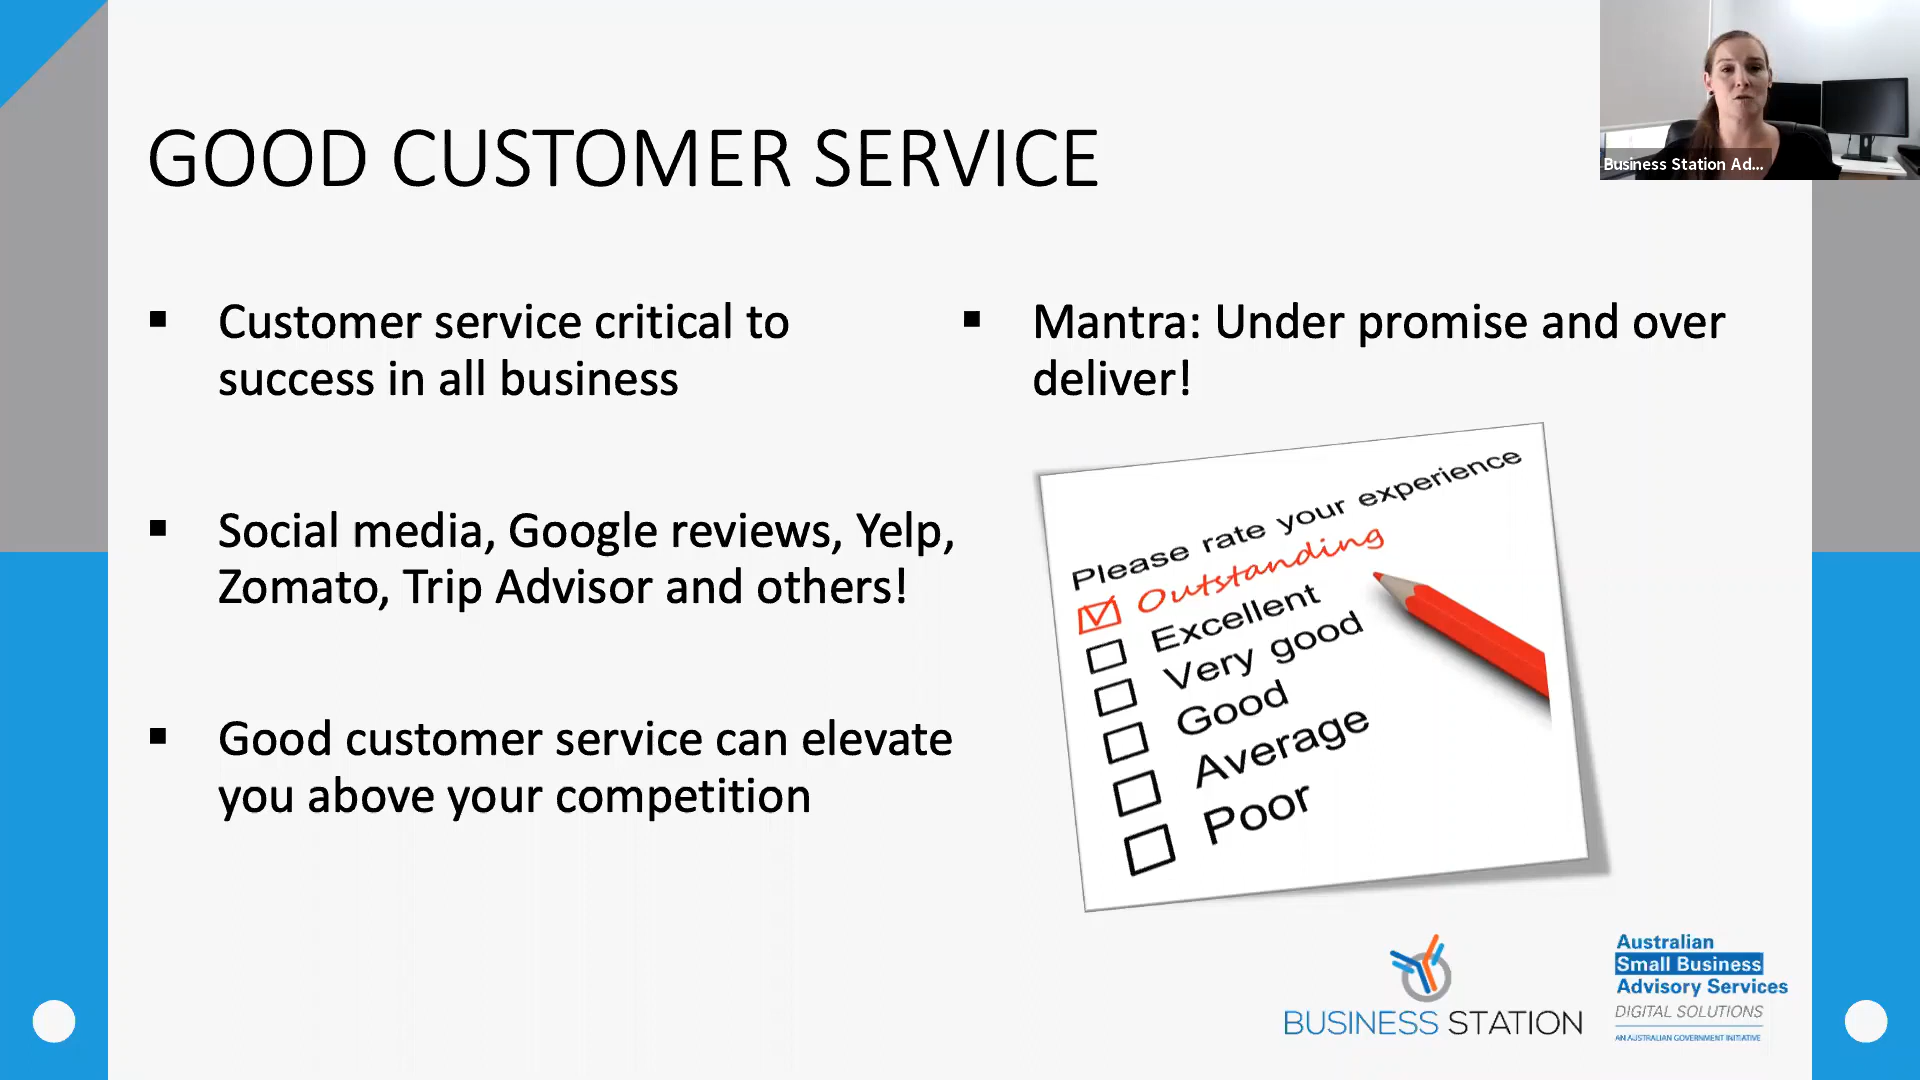 GOOD CUSTOMER SERVICE
Customer service critical to
success in all business
Social media, Google reviews, Yelp,
Zomato, Trip Advisor and others!
Good customer service can elevate
you above your competition
Mantra: Under promise and over
deliver!
Please rate your experience
Outstanding
Excellent
Very good
Good
Average
Poor
Business Station Ad...
BUSINESS STATION
Australian
Small Business
Advisory Services
DIGITAL SOLUTIONS
AN AUSTRALIAN GOVERNMENT INITIATIVE